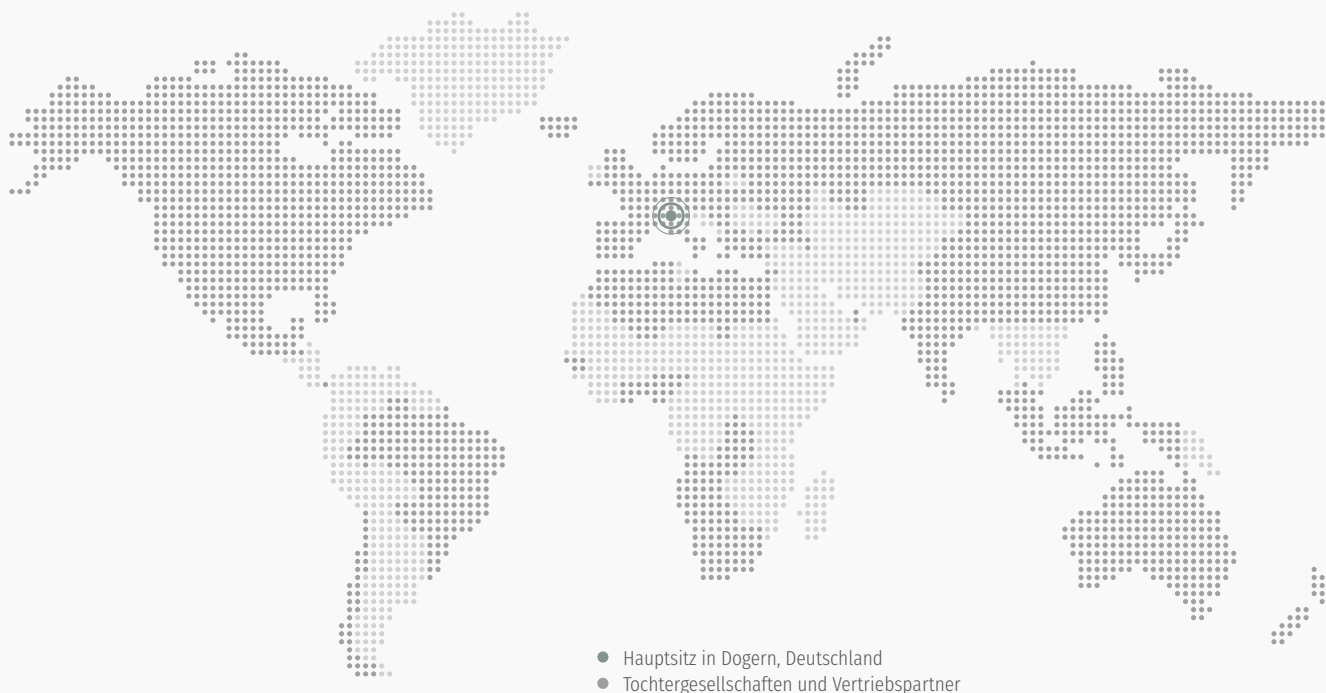 Hauptsitz in Dogern, Deutschland
Tochtergesellschaften und Vertriebspartner